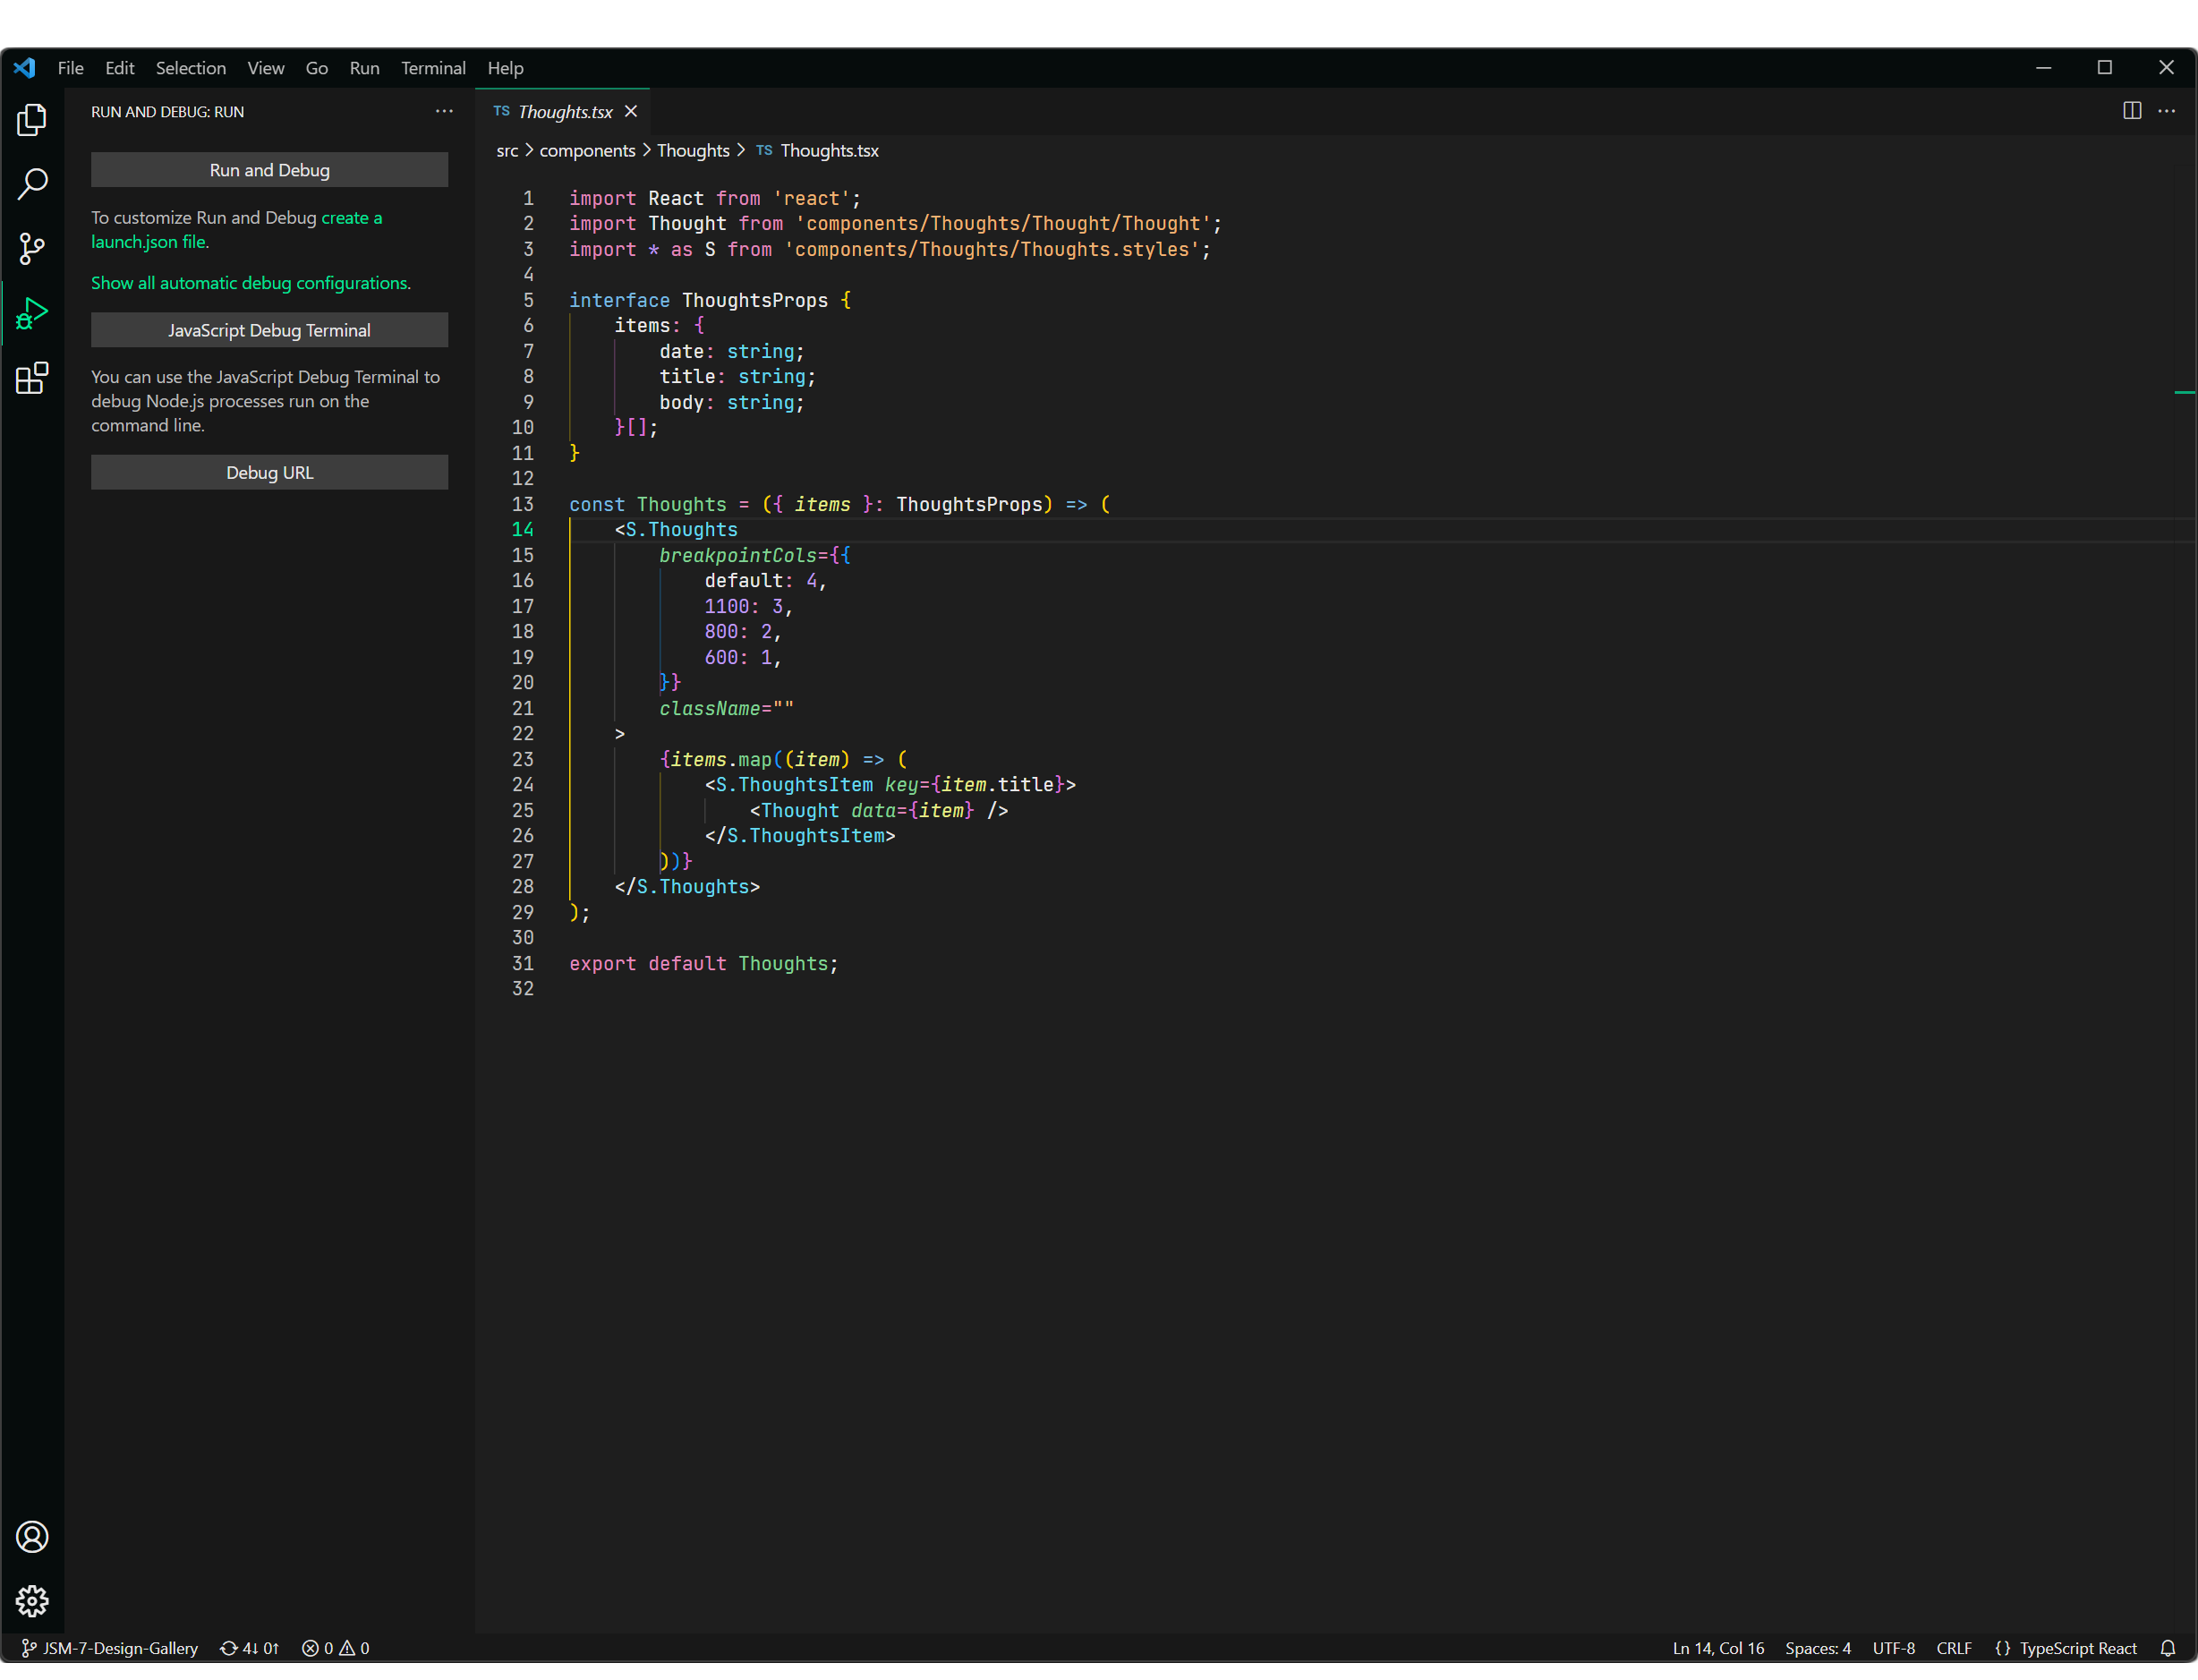 File Edit Selection View Go Run Terminal Help
RUN AND DEBUG: RUN
Run and Debug
To customize Run and Debug create a
launch.json file.
Show all automatic debug configurations.
JavaScript Debug Terminal
You can use the JavaScript Debug Terminal to
debug Node.js processes run on the
command line.
Debug URL
TS Thoughts.tsx
src > components > Thoughts > TS Thoughts.tsx
1 import React from 'react';
2 import Thought from 'components/Thoughts/Thought/Thought';
3 import * as S from 'components/Thoughts/Thoughts.styles';
4
5 interface ThoughtsProps {
6     items: {
7         date: string;
8         title: string;
9         body: string;
10     }[];
11 }
12
13 const Thoughts = ({ items }: ThoughtsProps) => (
14     <S.Thoughts
15         breakpointCols={{
16             default: 4,
17             1100: 3,
18             800: 2,
19             600: 1,
20         }}
21         className=""
22     >
23         {items.map((item) => (
24             <S.ThoughtsItem key={item.title}>
25                 <Thought data={item} />
26             </S.ThoughtsItem>
27         ))}
28     </S.Thoughts>
29 );
30
31 export default Thoughts;
32
JSM-7-Design-Gallery 4↓ 0↑ 0 0 Ln 14, Col 16 Spaces: 4 UTF-8 CRLF {} TypeScript React